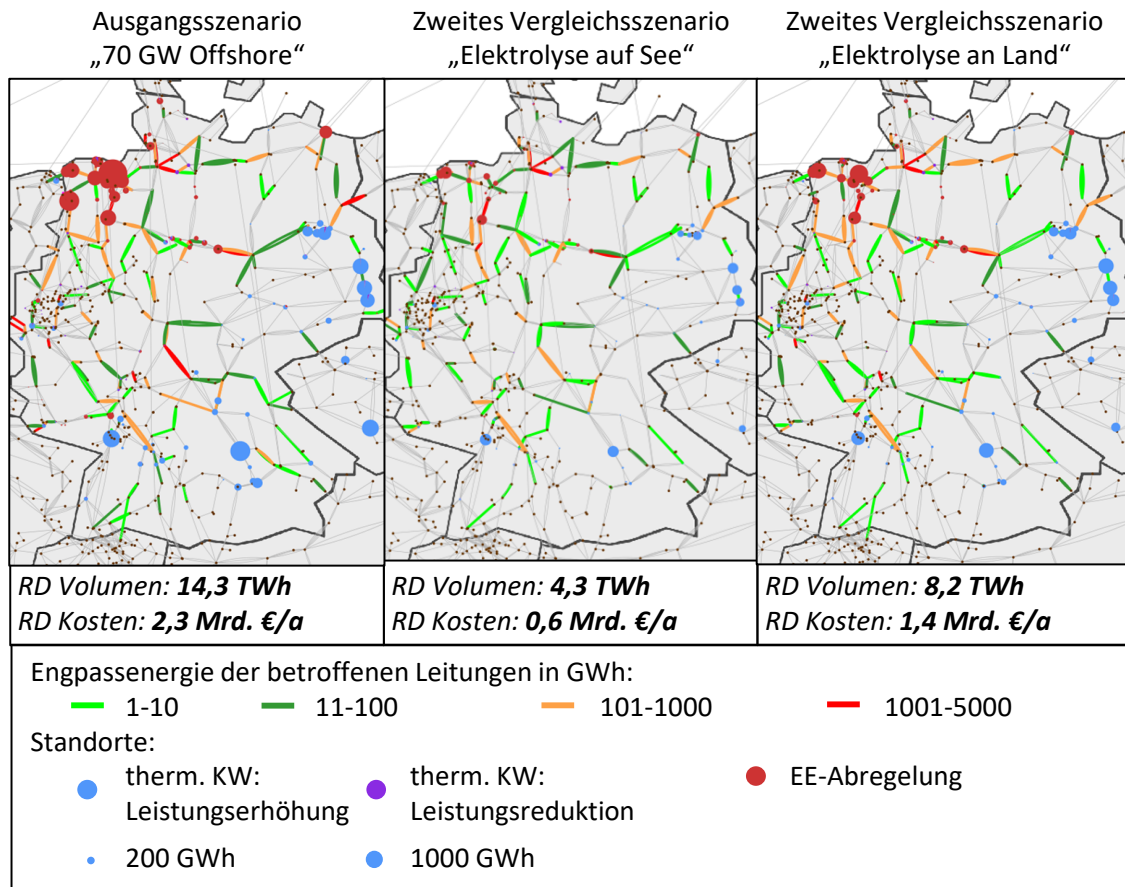 Ausgangsszenario
„70 GW Offshore“
Zweites Vergleichsszenario
„Elektrolyse auf See“
Zweites Vergleichsszenario
„Elektrolyse an Land“
RD Volumen: 14,3 TWh
RD Kosten: 2,3 Mrd. €/a
RD Volumen: 4,3 TWh
RD Kosten: 0,6 Mrd. €/a
RD Volumen: 8,2 TWh
RD Kosten: 1,4 Mrd. €/a
Engpassenergie der betroffenen Leitungen in GWh:
1-10
11-100
101-1000
1001-5000
Standorte:
therm. KW:
Leistungserhöhung
therm. KW:
Leistungsreduktion
EE-Abregelung
200 GWh
1000 GWh